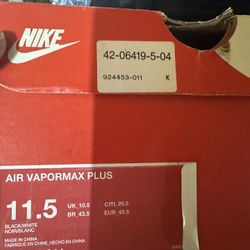 NIKE
42-06419-5-04
924453-011 K
AIR VAPORMAX PLUS
11.5 UK 10.5 cm 29.5
BR 43.5 EUR 45.5
BLACK/WHITE
NOIR/BLANC
MADE IN CHINA
FABRIQUÉ EN CHINE/HECHO EN CHINA